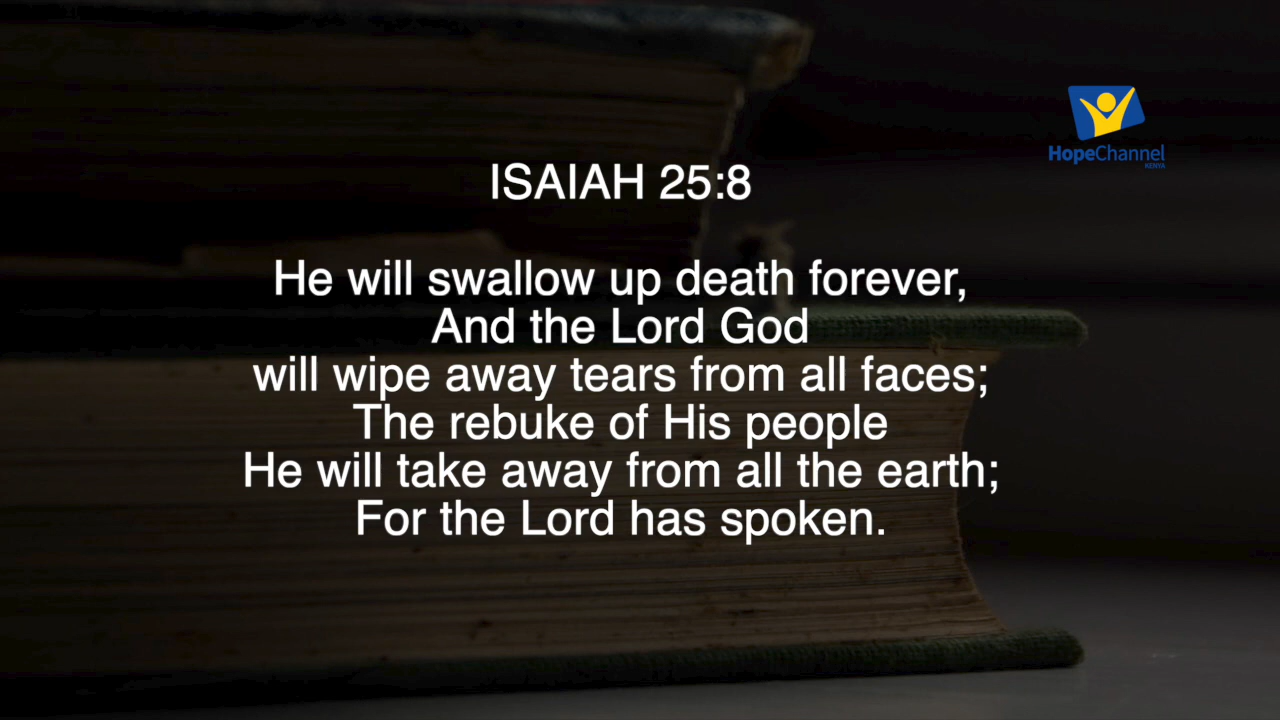 HopeChannel
KENYA
ISAIAH 25:8
He will swallow up death forever,
And the Lord God
will wipe away tears from all faces;
The rebuke of His people
He will take away from all the earth;
For the Lord has spoken.